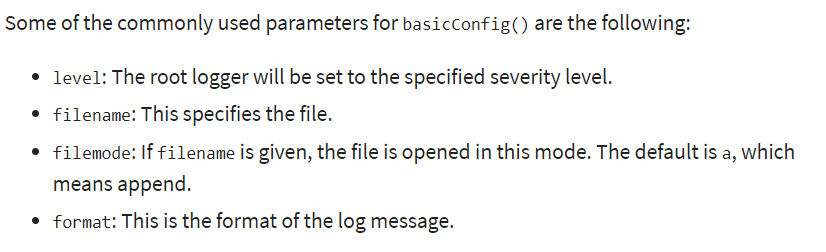 Some of the commonly used parameters for basicConfig() are the following:
• level: The root logger will be set to the specified severity level.
• filename: This specifies the file.
• filemode: If filename is given, the file is opened in this mode. The default is a, which
means append.
• format: This is the format of the log message.